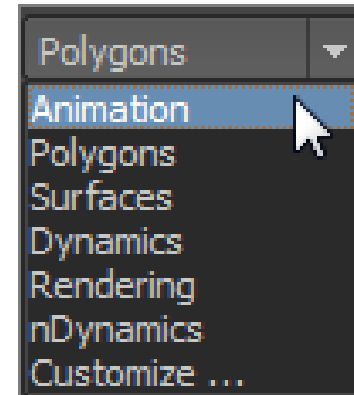 Polygons
Animation
Polygons
Surfaces
Dynamics
Rendering
nDynamics
Customize ...